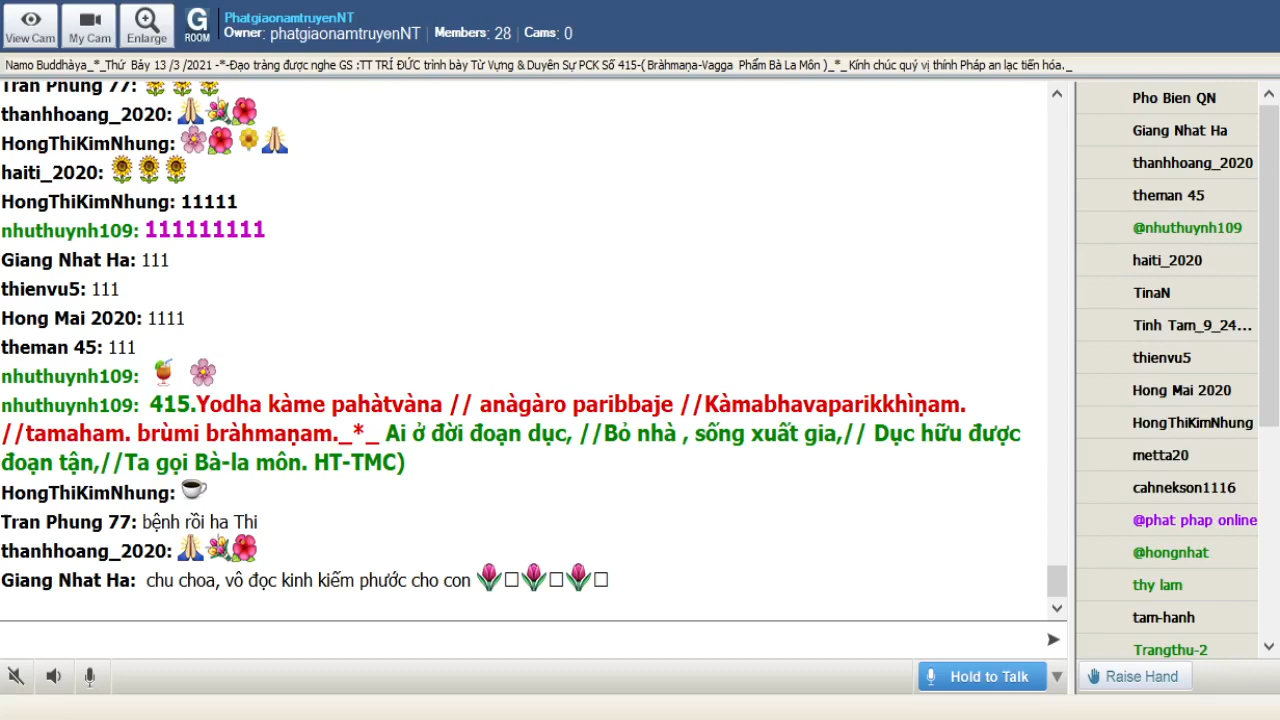 View Cam
My Cam
Enlarge
G
ROOM
PhatgiaonamtruyenNT
Owner: phatgiaonamtruyenNT | Members: 28 | Cams: 0
Namo Buddhàya_*_Thứ Bảy 13 /3 /2021 -*-Đạo tràng được nghe GS :TT TRÍ ĐỨC trình bày Từ Vựng & Duyên Sự PCK Số 415-( Bràhmaṇa-Vagga Phẩm Bà La Môn )_*_Kính chúc quý vị thính Pháp an lạc tiến hóa._
Tran Phung 77:
thanhhoang_2020:
HongThiKimNhung:
haiti_2020:
HongThiKimNhung: 11111
nhuthuynh109: 111111111
Giang Nhat Ha: 111
thienvu5: 111
Hong Mai 2020: 1111
theman 45: 111
nhuthuynh109:
nhuthuynh109: 415.Yodha kàme pahàtvàna // anàgàro paribbaje //Kàmabhavaparikkhìṇam.
//tamaham. brùmi bràhmaṇam._*_ Ai ở đời đoạn dục, //Bỏ nhà , sống xuất gia,// Dục hữu được
đoạn tận,//Ta gọi Bà-la môn. HT-TMC)
HongThiKimNhung:
Tran Phung 77: bệnh rồi ha Thi
thanhhoang_2020:
Giang Nhat Ha: chu choa, vô đọc kinh kiếm phước cho con
Hold to Talk
Pho Bien QN
Giang Nhat Ha
thanhhoang_2020
theman 45
@nhuthuynh109
haiti_2020
TinaN
Tinh Tam_9_24...
thienvu5
Hong Mai 2020
HongThiKimNhung
metta20
cahnekson1116
@phat phap online
@hongnhat
thy lam
tam-hanh
Trangthu-2
Raise Hand